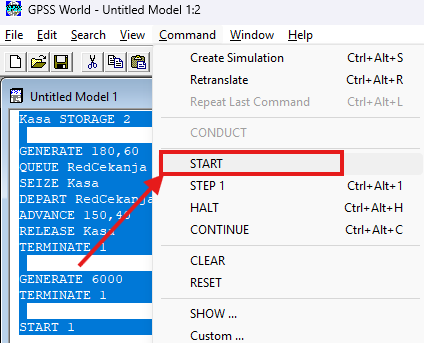 GPSS World - Untitled Model 1:2
File Edit Search View Command Window Help
Untitled Model 1
Kasa STORAGE 2
GENERATE 180,60
QUEUE RedCekanja
SEIZE Kasa
DEPART RedCekanja
ADVANCE 150,40
RELEASE Kasa
TERMINATE 1
GENERATE 6000
TERMINATE 1
START 1
Create Simulation Ctrl+Alt+S
Retranslate Ctrl+Alt+R
Repeat Last Command Ctrl+Alt+L
CONDUCT
START
STEP 1 Ctrl+Alt+1
HALT Ctrl+Alt+H
CONTINUE Ctrl+Alt+C
CLEAR
RESET
SHOW ...
Custom ...